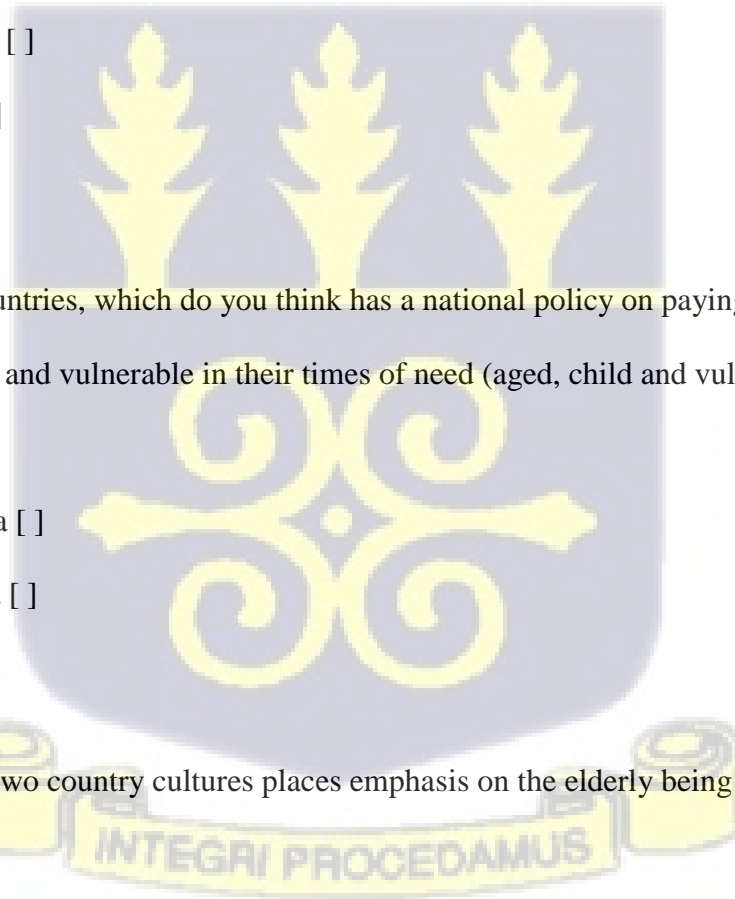 [ ]
]
untries, which do you think has a national policy on paying
and vulnerable in their times of need (aged, child and vul
a [ ]
[ ]
wo country cultures places emphasis on the elderly being
INTEGRI PROCEDAMUS